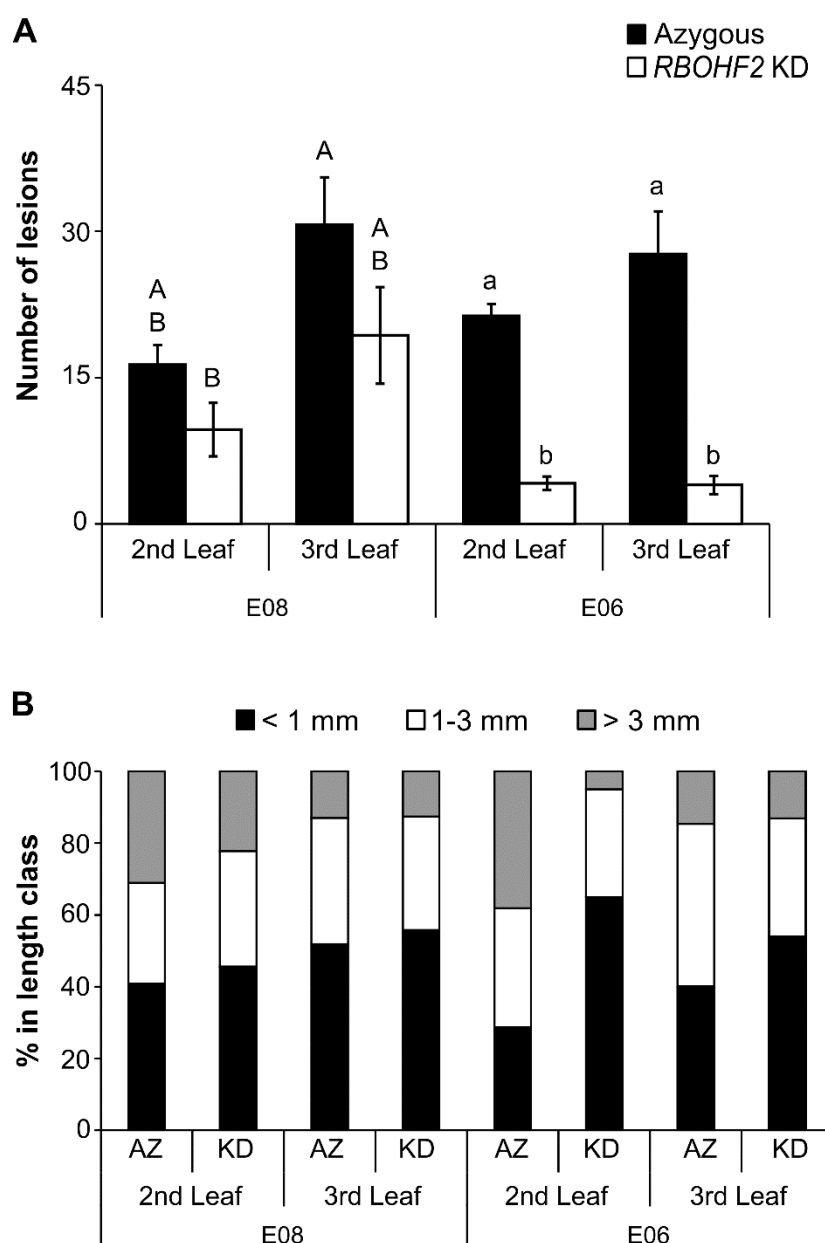 A
Azygous
RBOHF2 KD
Number of lesions
45
30
15
0
A
B
B
A
A
B
a
b
a
b
2nd Leaf
3rd Leaf
2nd Leaf
3rd Leaf
E08
E06
B
< 1 mm
1-3 mm
> 3 mm
% in length class
100
80
60
40
20
0
AZ
KD
AZ
KD
AZ
KD
AZ
KD
2nd Leaf
3rd Leaf
2nd Leaf
3rd Leaf
E08
E06